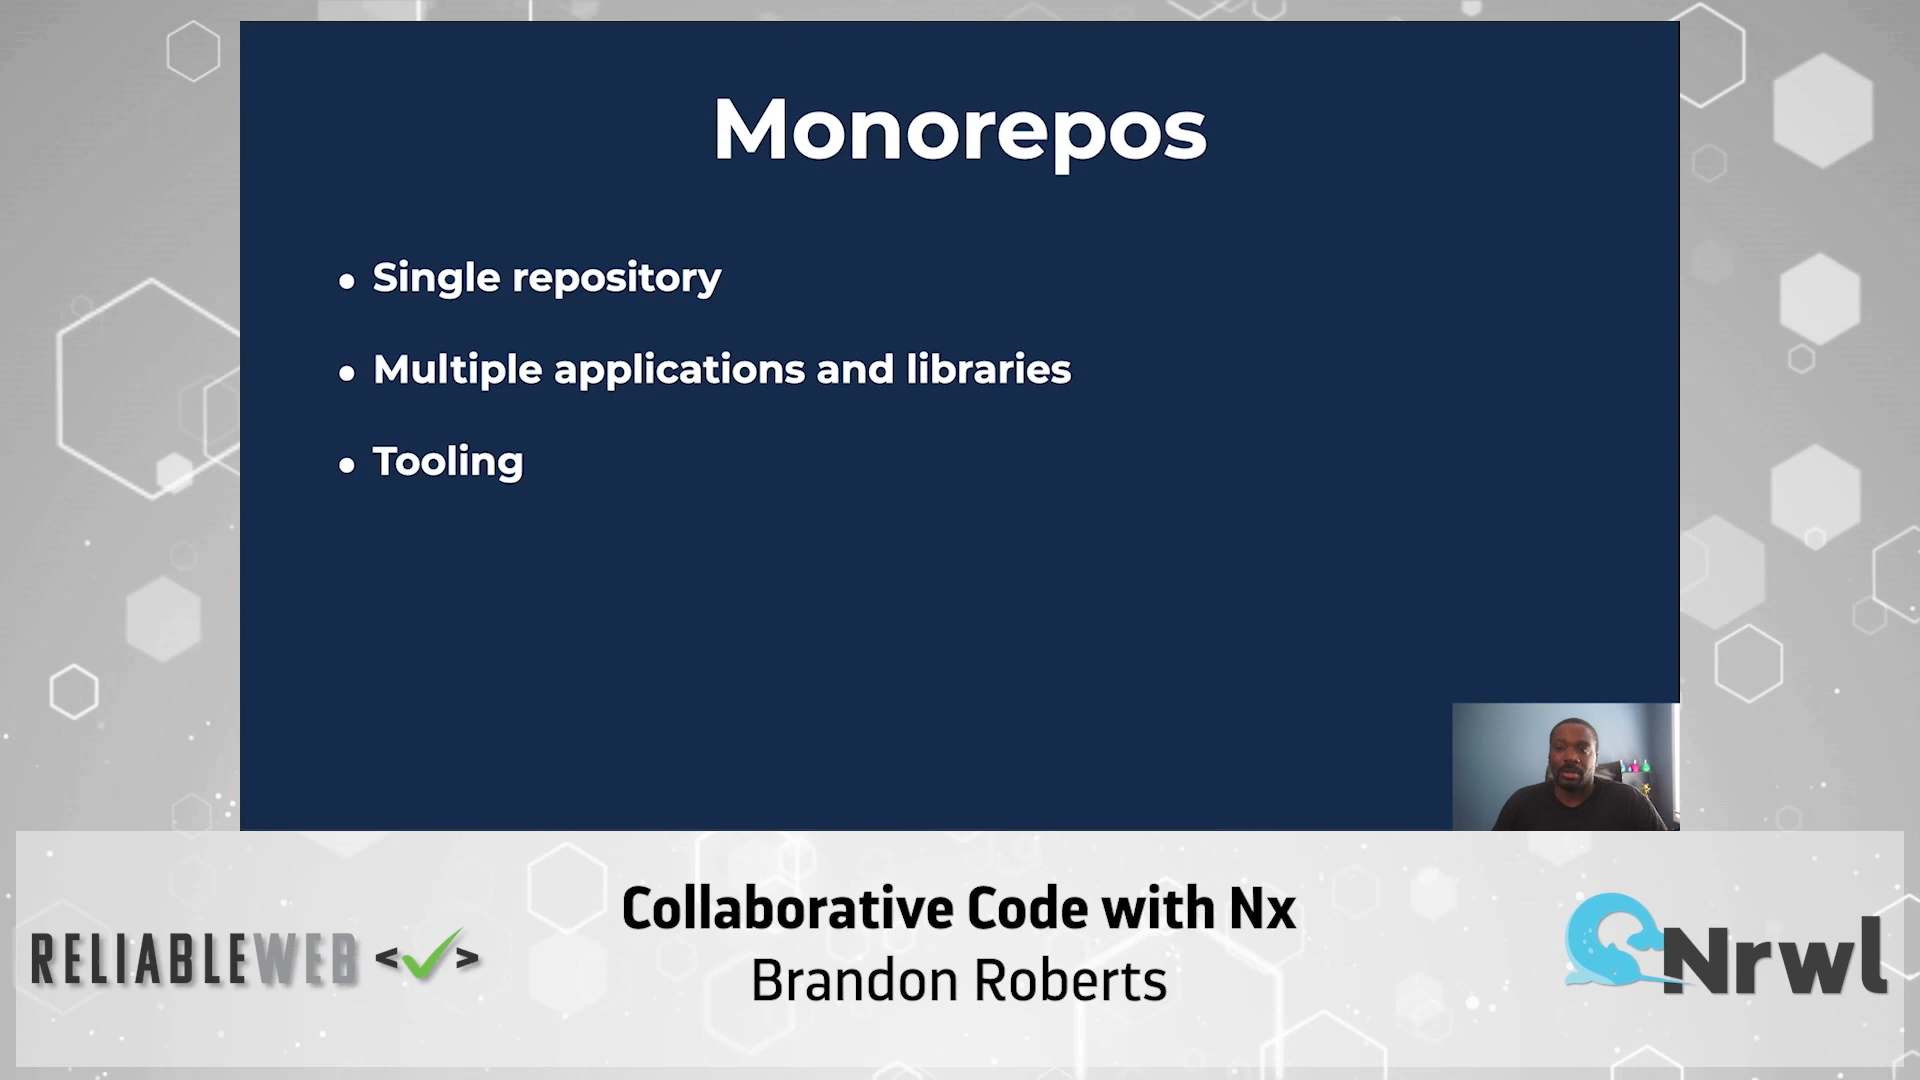 Monorepos
• Single repository
• Multiple applications and libraries
• Tooling
Collaborative Code with Nx
Brandon Roberts
RELIABLEWEB < >
Nrwl